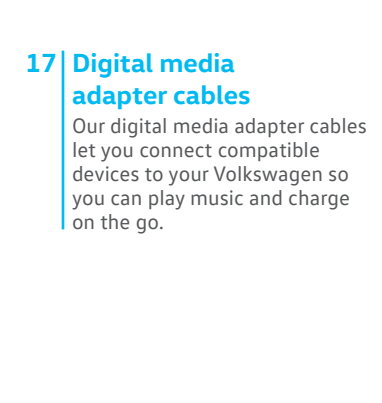 17 Digital media
adapter cables
Our digital media adapter cables
let you connect compatible
devices to your Volkswagen so
you can play music and charge
on the go.